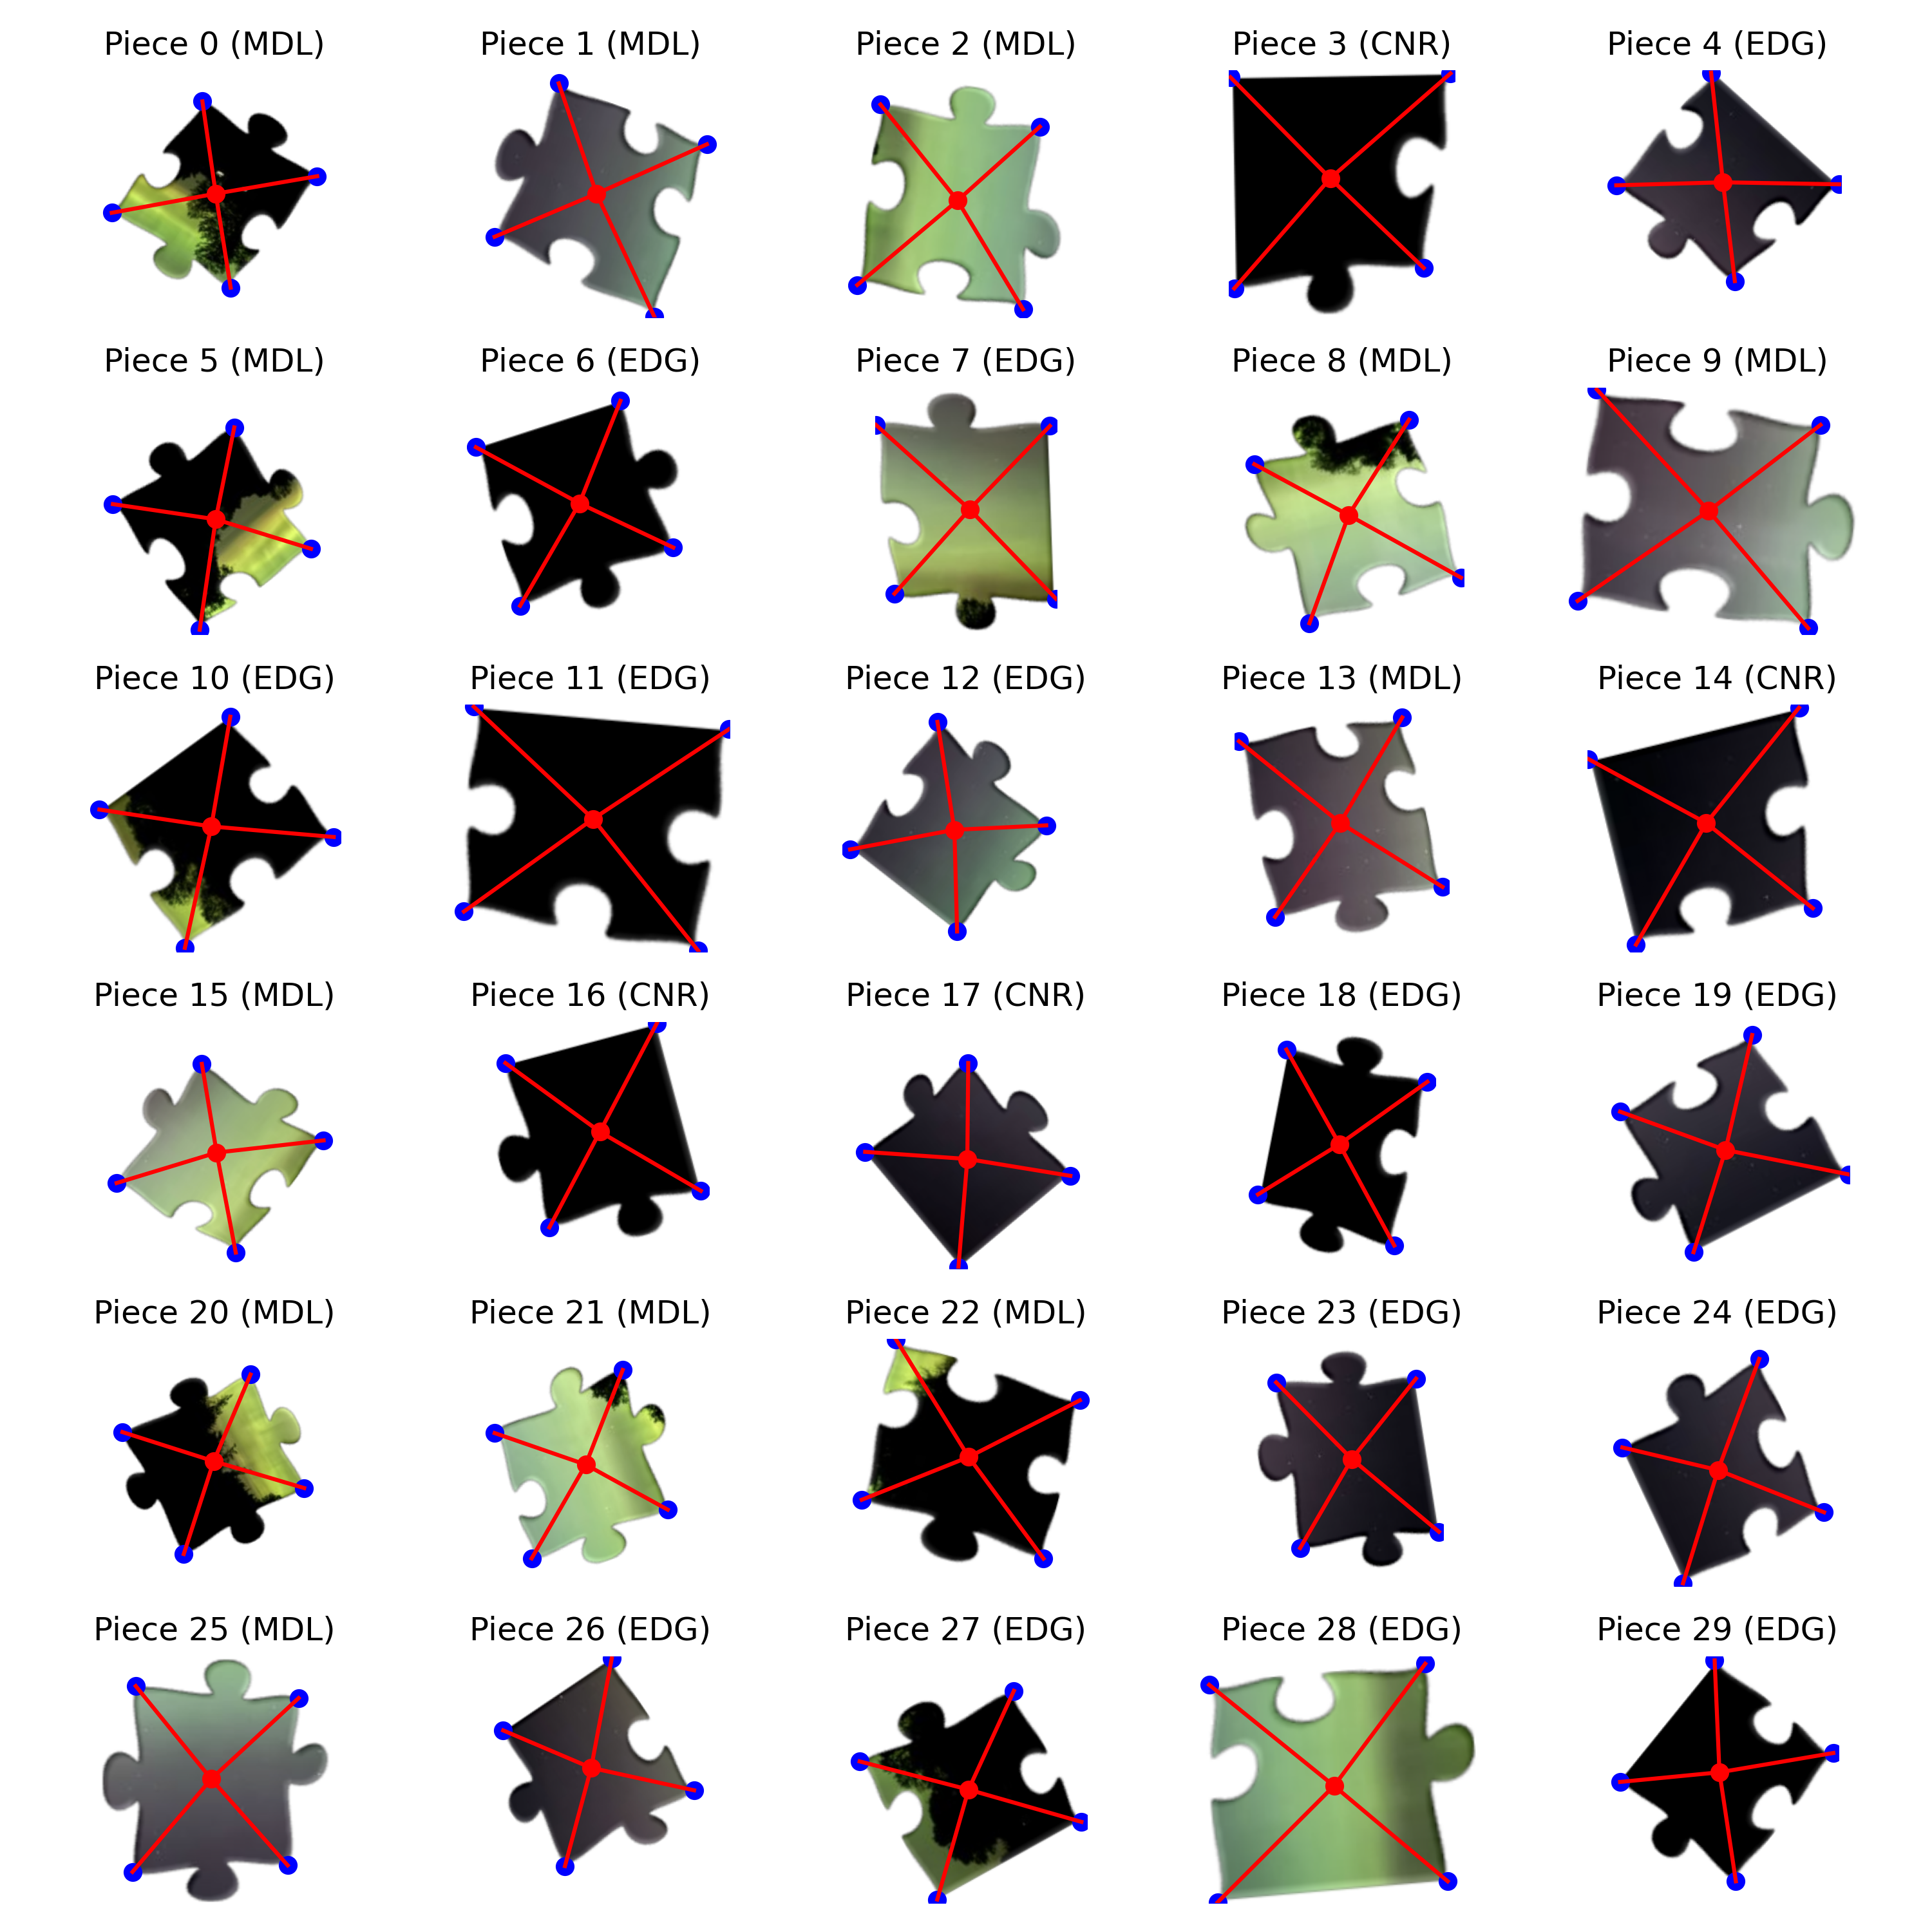 Piece 0 (MDL)
Piece 1 (MDL)
Piece 2 (MDL)
Piece 3 (CNR)
Piece 4 (EDG)
Piece 5 (MDL)
Piece 6 (EDG)
Piece 7 (EDG)
Piece 8 (MDL)
Piece 9 (MDL)
Piece 10 (EDG)
Piece 11 (EDG)
Piece 12 (EDG)
Piece 13 (MDL)
Piece 14 (CNR)
Piece 15 (MDL)
Piece 16 (CNR)
Piece 17 (CNR)
Piece 18 (EDG)
Piece 19 (EDG)
Piece 20 (MDL)
Piece 21 (MDL)
Piece 22 (MDL)
Piece 23 (EDG)
Piece 24 (EDG)
Piece 25 (MDL)
Piece 26 (EDG)
Piece 27 (EDG)
Piece 28 (EDG)
Piece 29 (EDG)